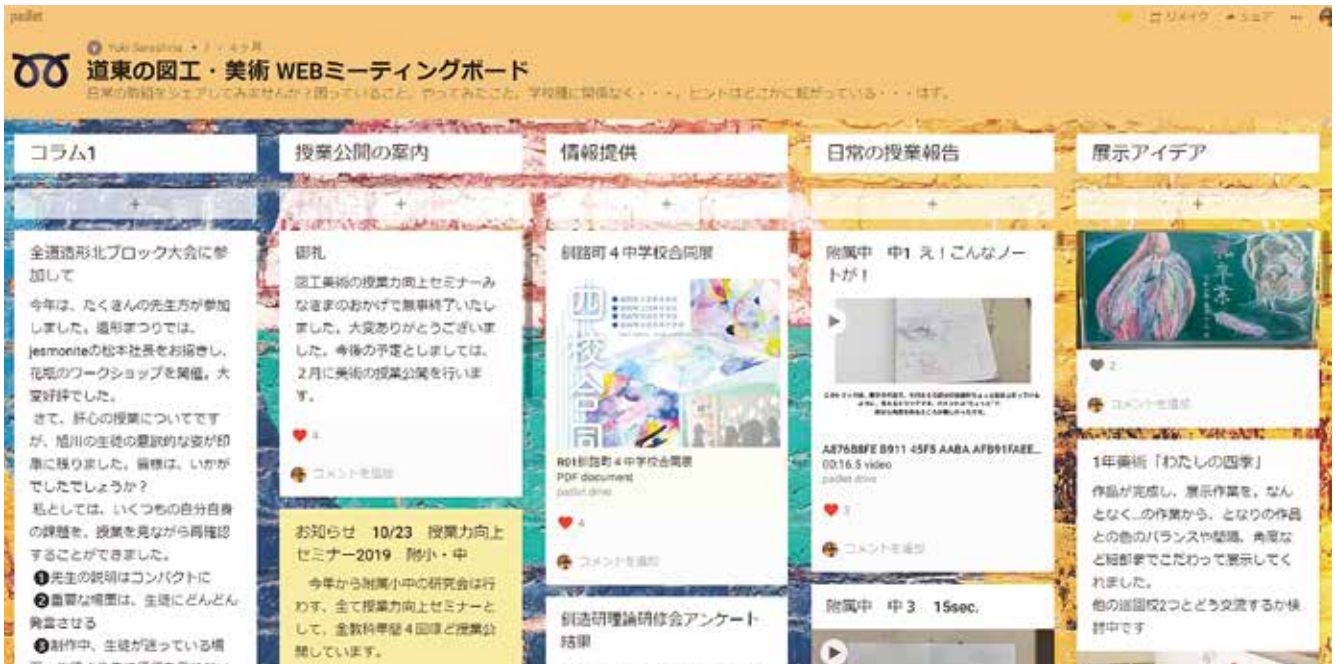 padlet
リメイク シェア
道東の図工・美術 WEBミーティングボード
日常の取組をシェアしてみませんか？困っていること、やってみたこと、学校種に関係なく・・・。ヒントはどこかに転がっている・・・はず。
コラム1
全道造形北ブロック大会に参
加して
今年は、たくさんの先生方が参加
しました。造形まつりでは、
jesmoniteの松本社長をお招きし、
花瓶のワークショップを開催。大
変好評でした。
さて、肝心の授業についてです
が、旭川の生徒の意欲的な姿が印
象に残りました。皆様は、いかが
でしたでしょうか？
私としては、いくつもの自分自身
の課題を、授業を見ながら再確認
することができました。
❶先生の説明はコンパクトに
❷重要な場面は、生徒にどんどん
発言させる
❸制作中、生徒が迷っている場
授業公開の案内
御礼
図工美術の授業力向上セミナーみ
なさまのおかげで無事終了いたし
ました。大変ありがとうございま
した。今後の予定としましては、
2月に美術の授業公開を行いま
す。
4
コメントを追加
お知らせ 10/23 授業力向上
セミナー2019 附小・中
今年から附属小中の研究会は行
わず、全て授業力向上セミナーと
して、全教科年間４回ほど授業公
開しています。
情報提供
釧路町４中学校合同展
四校合同
R01釧路町４中学校合同展
PDF document
padlet drive
4
コメントを追加
創造研理論研修会アンケート
結果
日常の授業報告
附属中 中1 え！こんなノー
トが！
00:16.5 video
padlet drive
3
コメントを追加
附属中 中３ 15sec.
展示アイデア
卒業
2
コメントを追加
1年美術「わたしの四季」
作品が完成し、展示作業を。なん
となく…の作業から、となりの作品
との色のバランスや間隔、角度な
ど細部までこだわって展示してく
れました。
他の巡回校2つとどう交流するか検
討中です